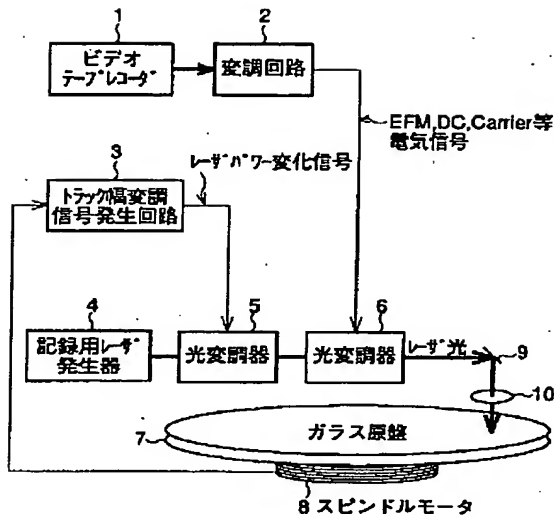 1
ビデオ
テープレコーダ
2
変調回路
EFM,DC,Carrier等
電気信号
3
レーザパワー変化信号
トラック幅変調
信号発生回路
4
記録用レーザ
発生器
5
光変調器
6
光変調器
レーザ光
9
10
ガラス原盤
7
8 スピンドルモータ